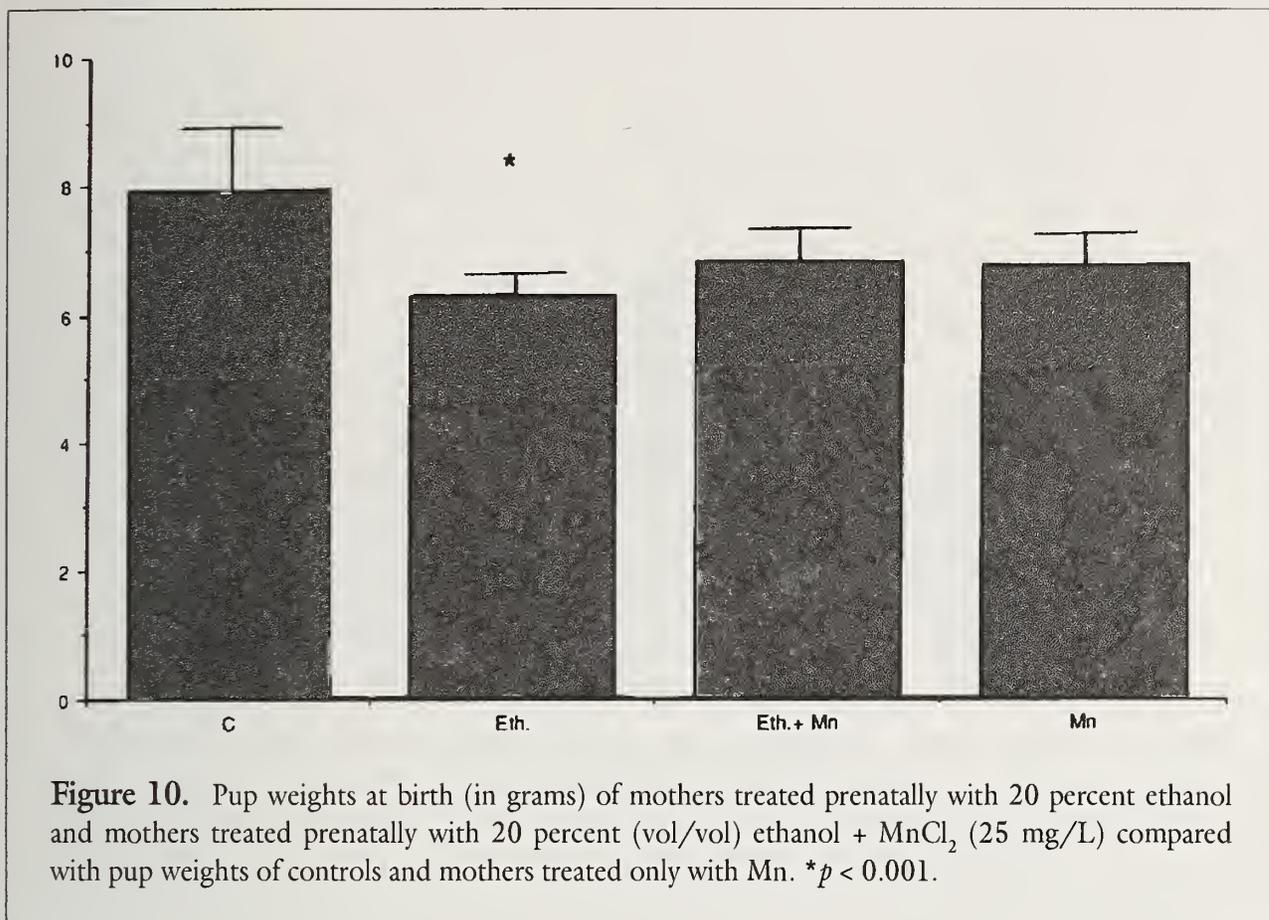 10
8
*
6
4
2
0
C Eth. Eth.+ Mn Mn
Figure 10. Pup weights at birth (in grams) of mothers treated prenatally with 20 percent ethanol
and mothers treated prenatally with 20 percent (vol/vol) ethanol + MnCl₂ (25 mg/L) compared
with pup weights of controls and mothers treated only with Mn. *p < 0.001.